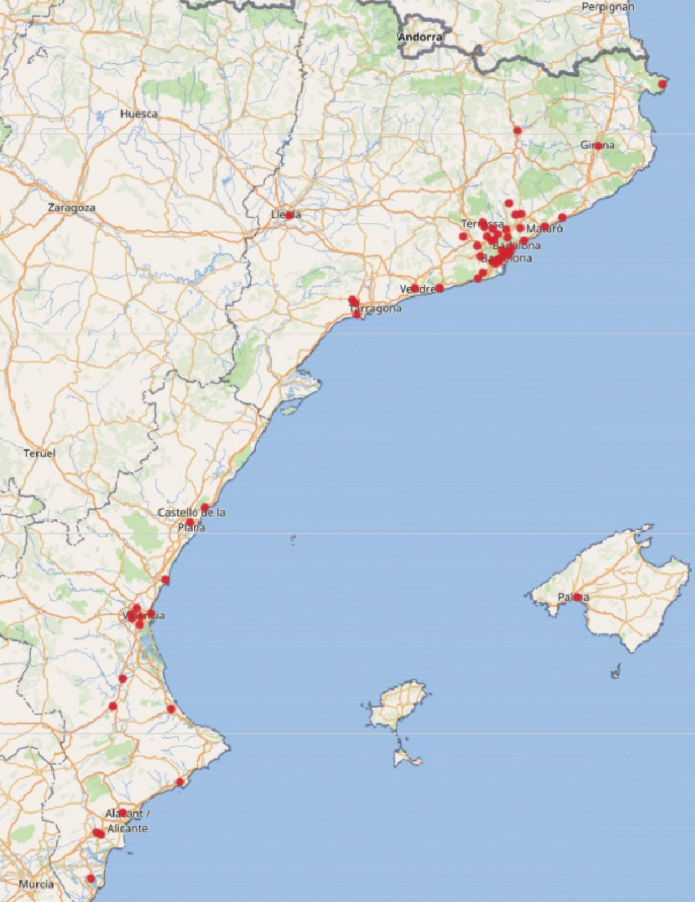 Perpignan
Andorra
Huesca
Girona
Zaragoza
Lleida
Terrassa
Mataró
Badalona
Barcelona
Vendrell
Tarragona
Teruel
Castelló de la
Plana
Palma
València
Alacant /
Alicante
Murcia